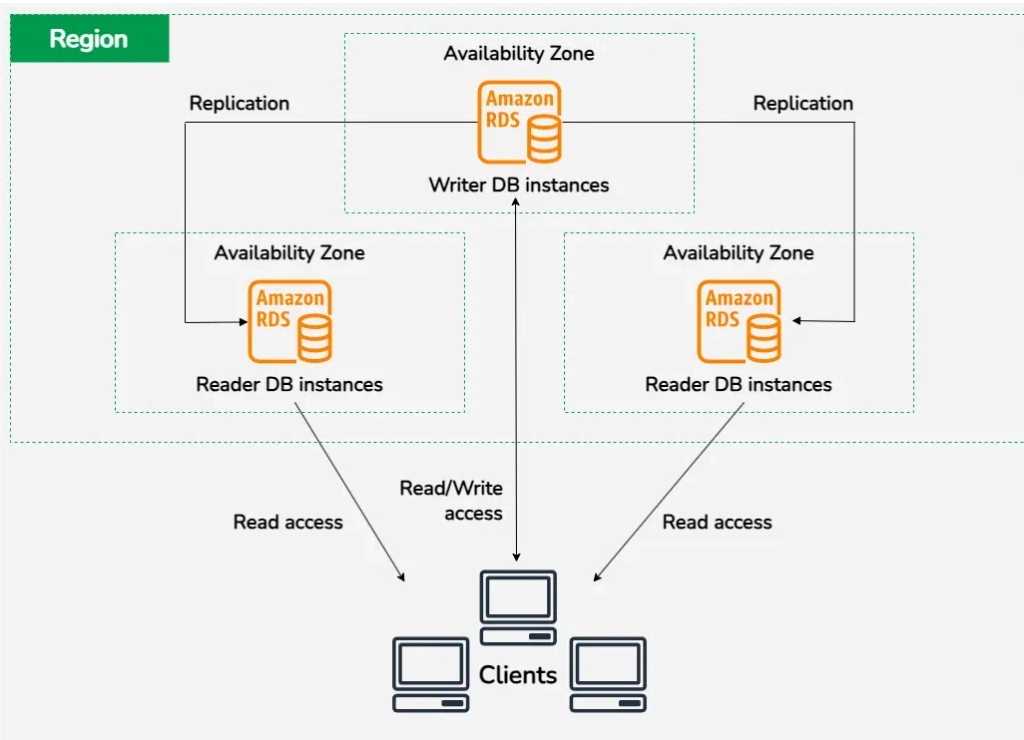 Region
Availability Zone
Replication
Amazon
RDS
Replication
Writer DB instances
Availability Zone
Amazon
RDS
Reader DB instances
Availability Zone
Amazon
RDS
Reader DB instances
Read access
Read/Write
access
Read access
Clients